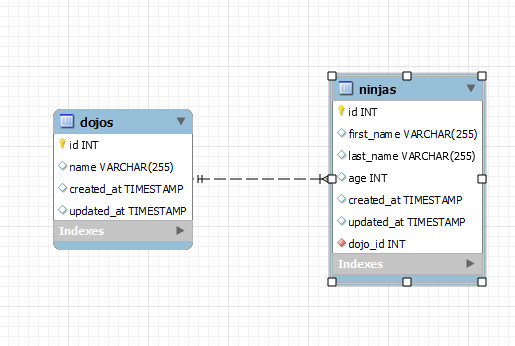 dojos
id INT
name VARCHAR(255)
created_at TIMESTAMP
updated_at TIMESTAMP
Indexes
ninjas
id INT
first_name VARCHAR(255)
last_name VARCHAR(255)
age INT
created_at TIMESTAMP
updated_at TIMESTAMP
dojo_id INT
Indexes